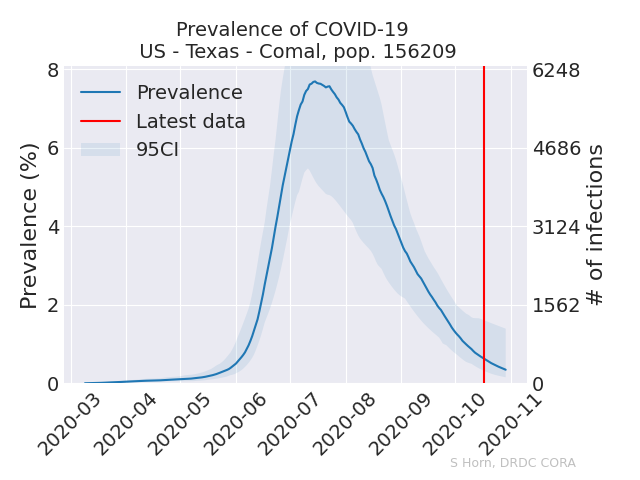 Prevalence of COVID-19
US - Texas - Comal, pop. 156209
Prevalence
Latest data
95CI
Prevalence (%)
8
6
4
2
0
6248
4686
3124
1562
0
# of infections
2020-03
2020-04
2020-05
2020-06
2020-07
2020-08
2020-09
2020-10
2020-11
S Horn, DRDC CORA